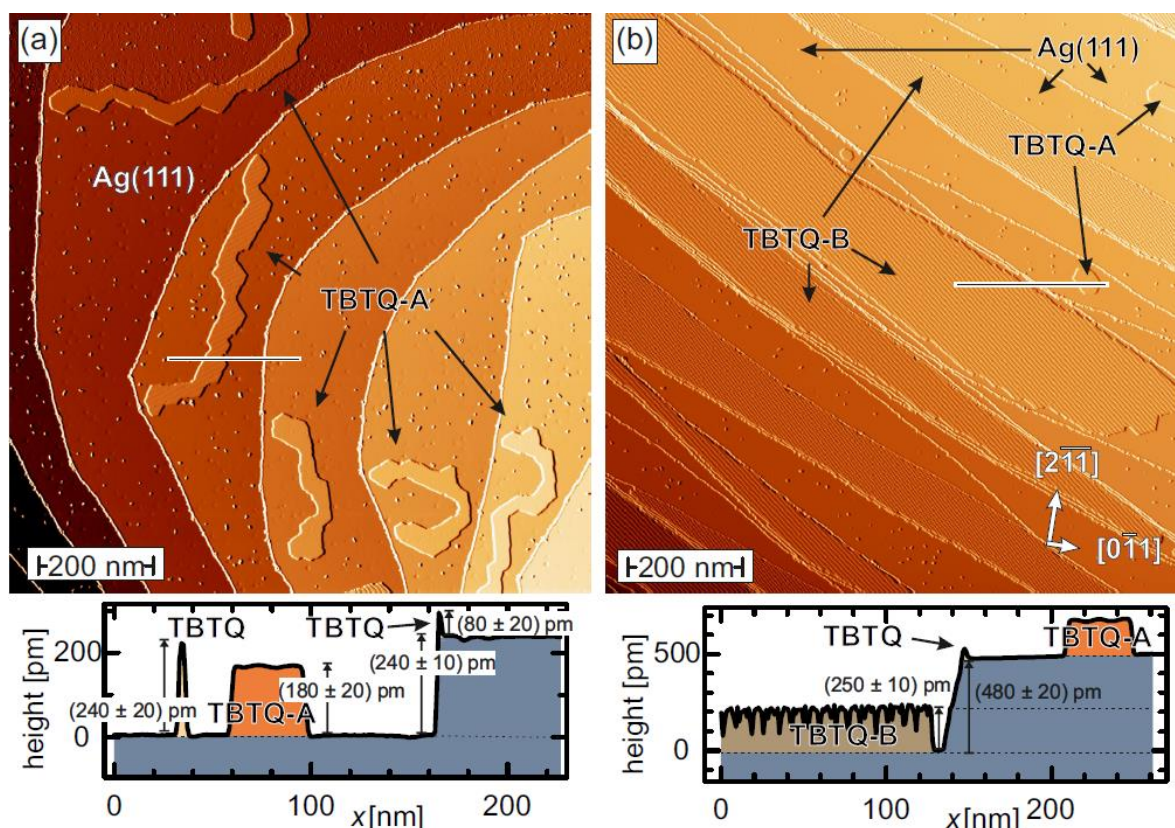 (a)
Ag(111)
TBTQ-A
200 nm
(b)
Ag(111)
TBTQ-A
TBTQ-B
[2̅1̅1̅]
[01̅1]
200 nm
TBTQ
TBTQ
(80 ± 20) pm
200
(240 ± 10) pm
(180 ± 20) pm
(240 ± 20) pm
TBTQ-A
0
height [pm]
0
100
200
x[nm]
TBTQ
TBTQ-A
500
(250 ± 10) pm
(480 ± 20) pm
TBTQ-B
0
height [pm]
0
100
200
x[nm]